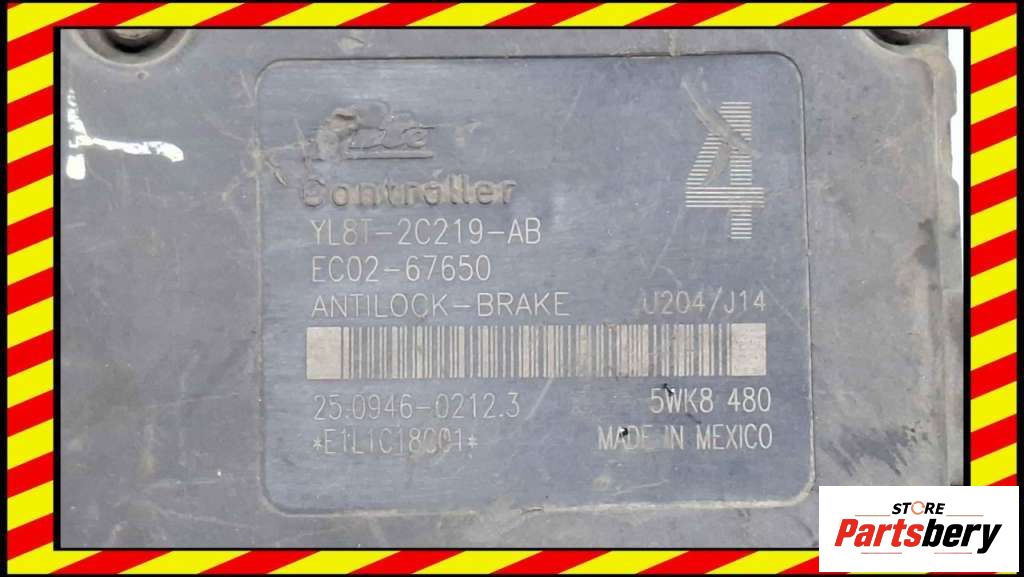 4
Controller
YL8T-2C219-AB
EC02-67650
ANTILOCK-BRAKE U204/J14
25.0946-0212.3 5WK8 480
*E1L1C18C01* MADE IN MEXICO
STORE
Partsbery